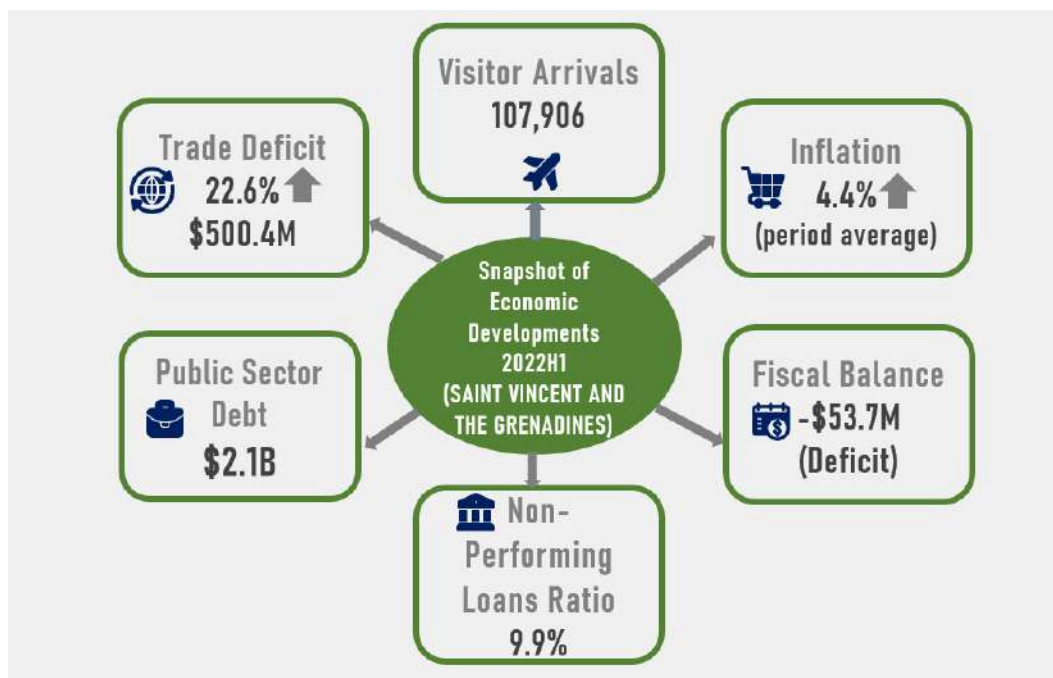 Visitor Arrivals
107,906
Trade Deficit
22.6%
$500.4M
Inflation
4.4%
(period average)
Snapshot of
Economic
Developments
2022H1
(SAINT VINCENT AND
THE GRENADINES)
Public Sector
Debt
$2.1B
Fiscal Balance
-$53.7M
(Deficit)
Non-
Performing
Loans Ratio
9.9%